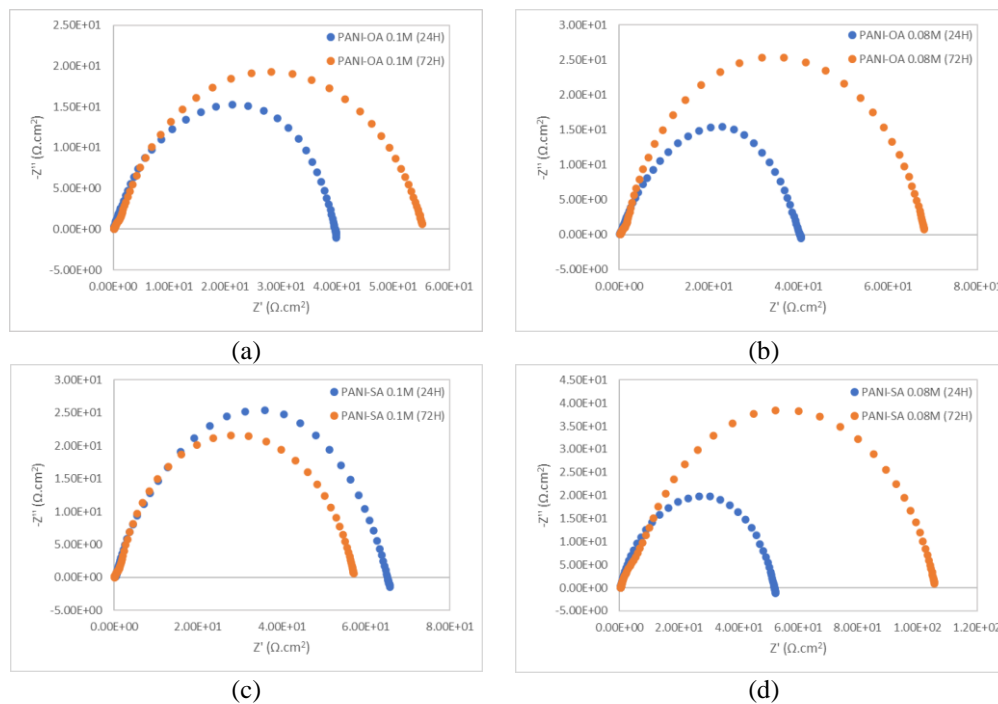 2.50E+01
2.00E+01
1.50E+01
1.00E+01
5.00E+00
0.00E+00
-5.00E+00
-Z'' (Ω.cm²)
PANI-OA 0.1M (24H)
PANI-OA 0.1M (72H)
0.00E+00 1.00E+01 2.00E+01 3.00E+01 4.00E+01 5.00E+01 6.00E+01
Z' (Ω.cm²)
(a)
3.00E+01
2.50E+01
2.00E+01
1.50E+01
1.00E+01
5.00E+00
0.00E+00
-5.00E+00
-Z'' (Ω.cm²)
PANI-OA 0.08M (24H)
PANI-OA 0.08M (72H)
0.00E+00 2.00E+01 4.00E+01 6.00E+01 8.00E+01
Z' (Ω.cm²)
(b)
3.00E+01
2.50E+01
2.00E+01
1.50E+01
1.00E+01
5.00E+00
0.00E+00
-5.00E+00
-Z'' (Ω.cm²)
PANI-SA 0.1M (24H)
PANI-SA 0.1M (72H)
0.00E+00 2.00E+01 4.00E+01 6.00E+01 8.00E+01
Z' (Ω.cm²)
(c)
4.50E+01
4.00E+01
3.50E+01
3.00E+01
2.50E+01
2.00E+01
1.50E+01
1.00E+01
5.00E+00
0.00E+00
-5.00E+00
-Z'' (Ω.cm²)
PANI-SA 0.08M (24H)
PANI-SA 0.08M (72H)
0.00E+00 2.00E+01 4.00E+01 6.00E+01 8.00E+01 1.00E+02 1.20E+02
Z' (Ω.cm²)
(d)